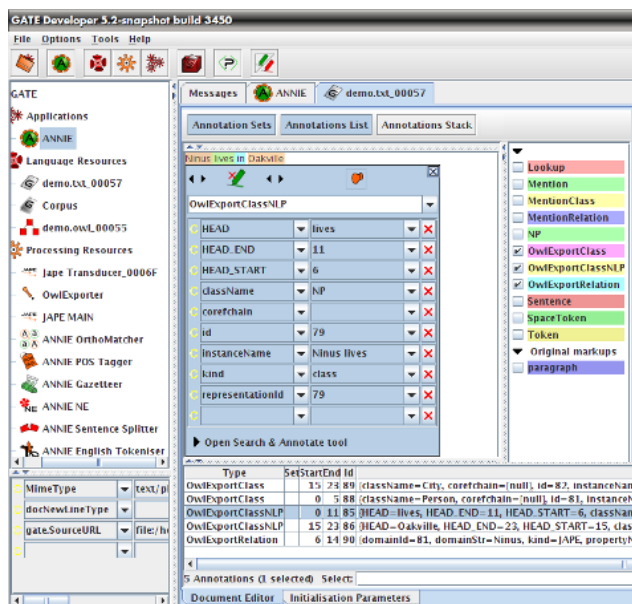 GATE Developer 5.2-snapshot build 3450
File Options Tools Help
GATE
Applications
ANNIE
Language Resources
demo.txt_00057
Corpus
demo.owl_00055
Processing Resources
Jape Transducer_0006F
OwlExporter
JAPE MAIN
ANNIE OrthoMatcher
ANNIE POS Tagger
ANNIE Gazetteer
ANNIE NE
ANNIE Sentence Splitter
ANNIE English Tokeniser
MimeType text/pl
docNewLineType
gate.SourceURL file:/h
Messages ANNIE demo.txt_00057
Annotation Sets Annotations List Annotations Stack
Ninus lives in Oakville
OwlExportClassNLP
C HEAD lives
C HEAD_END 11
C HEAD_START 6
C className NP
C corefchain
C id 79
C instanceName Ninus lives
C kind class
C representationId 79
C
Open Search & Annotate tool
Lookup
Mention
MentionClass
MentionRelation
NP
OwlExportClass
OwlExportClassNLP
OwlExportRelation
Sentence
SpaceToken
Token
Original markups
paragraph
Type Set Start End Id
OwlExportClass 15 23 89 {className=City, corefchain=[null], id=82, instanceNam
OwlExportClass 0 5 88 {className=Person, corefchain=[null], id=81, instanceN
OwlExportClassNLP 0 11 85 {HEAD=lives, HEAD_END=11, HEAD_START=6, classNam
OwlExportClassNLP 15 23 86 {HEAD=Oakville, HEAD_END=23, HEAD_START=15, clas
OwlExportRelation 6 14 90 {domainId=81, domainStr=Ninus, kind=JAPE, propertyN
5 Annotations (1 selected) Select:
Document Editor Initialisation Parameters